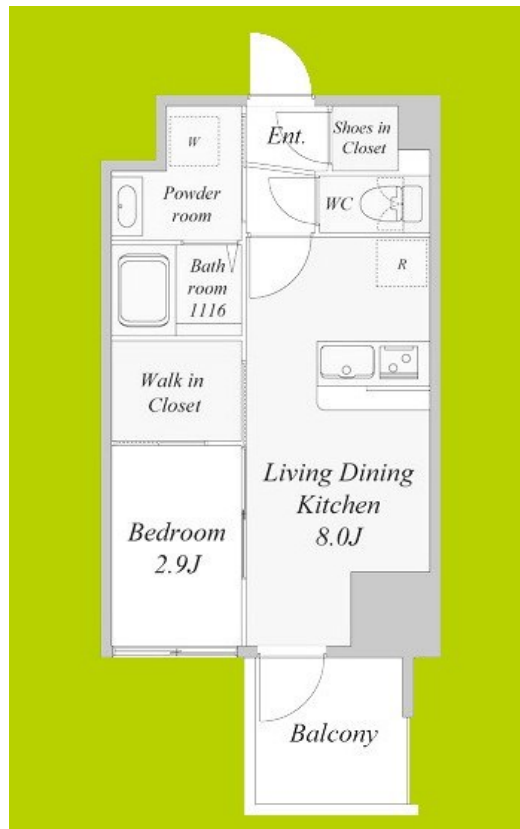 Ent.
Shoes in
Closet
W
Powder
room
WC
Bath
room
1116
R
Walk in
Closet
Living Dining
Kitchen
8.0J
Bedroom
2.9J
Balcony